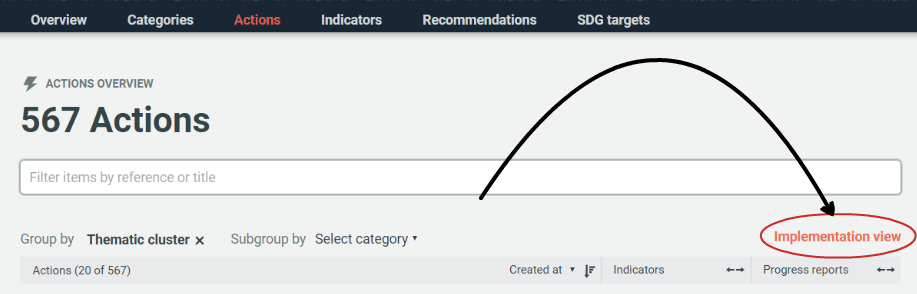 Overview Categories Actions Indicators Recommendations SDG targets
ACTIONS OVERVIEW
567 Actions
Filter items by reference or title
Group by Thematic cluster × Subgroup by Select category Implementation view
Actions (20 of 567) Created at Indicators Progress reports